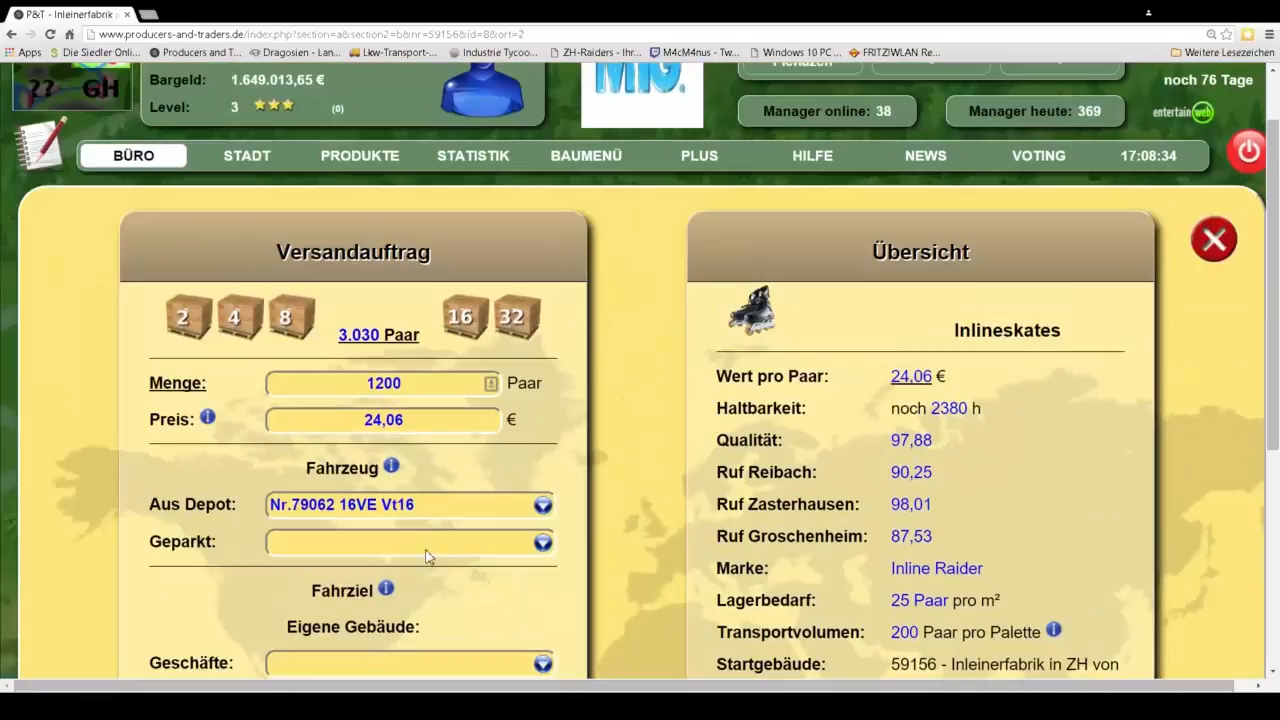 P&T - Inleinerfabrik
www.producers-and-traders.de/index.php?section=a&section2=b&nr=59156&id=8&ort=2
Apps Die Siedler Onli... Producers and T... Dragosien - Lan... Lkw-Transport-... Industrie Tycoo... ZH-Raiders - Ihr... M4cM4nus - Tw... Windows 10 PC ... FRITZ!WLAN Re... Weitere Lesezeichen
?? GH
Bargeld: 1.649.013,65 €
Level: 3 (0)
MIG.
noch 76 Tage
Manager online: 38
Manager heute: 369
entertain web
BÜRO STADT PRODUKTE STATISTIK BAUMENÜ PLUS HILFE NEWS VOTING 17:08:34
Versandauftrag
2 4 8 3.030 Paar 16 32
Menge: 1200 Paar
Preis: 24,06 €
Fahrzeug
Aus Depot: Nr.79062 16VE Vt16
Geparkt:
Fahrziel
Eigene Gebäude:
Geschäfte:
Übersicht
Inlineskates
Wert pro Paar: 24,06 €
Haltbarkeit: noch 2380 h
Qualität: 97,88
Ruf Reibach: 90,25
Ruf Zasterhausen: 98,01
Ruf Groschenheim: 87,53
Marke: Inline Raider
Lagerbedarf: 25 Paar pro m²
Transportvolumen: 200 Paar pro Palette
Startgebäude: 59156 - Inleinerfabrik in ZH von